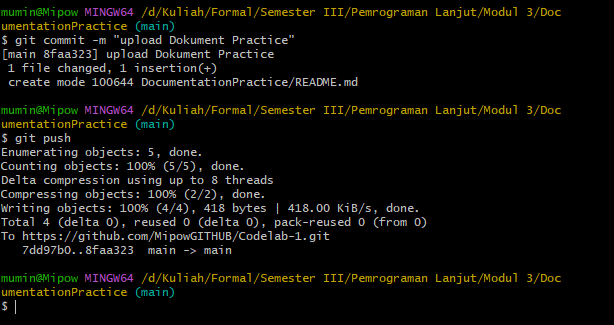 mumin@Mipow MINGW64 /d/Kuliah/Formal/Semester III/Pemrograman Lanjut/Modul 3/Doc
umentationPractice (main)
$ git commit -m "upload Dokument Practice"
[main 8faa323] upload Dokument Practice
 1 file changed, 1 insertion(+)
 create mode 100644 DocumentationPractice/README.md
mumin@Mipow MINGW64 /d/Kuliah/Formal/Semester III/Pemrograman Lanjut/Modul 3/Doc
umentationPractice (main)
$ git push
Enumerating objects: 5, done.
Counting objects: 100% (5/5), done.
Delta compression using up to 8 threads
Compressing objects: 100% (2/2), done.
Writing objects: 100% (4/4), 418 bytes | 418.00 KiB/s, done.
Total 4 (delta 0), reused 0 (delta 0), pack-reused 0 (from 0)
To https://github.com/MipowGITHUB/Codelab-1.git
   7dd97b0..8faa323  main -> main
mumin@Mipow MINGW64 /d/Kuliah/Formal/Semester III/Pemrograman Lanjut/Modul 3/Doc
umentationPractice (main)
$